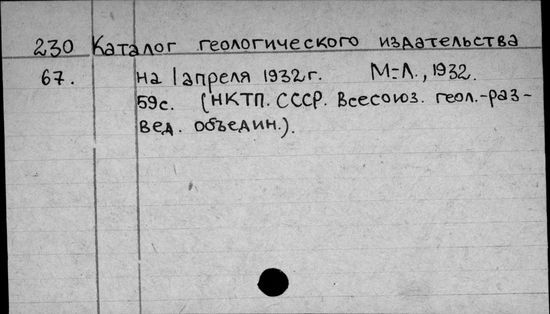 230 Каталог геологического издательства
67. на 1 апреля 1932 г. М.-Л., 1932.
59с. (НКТП. СССР. Всесоюз. геол.-раз-
вед. объедин.).